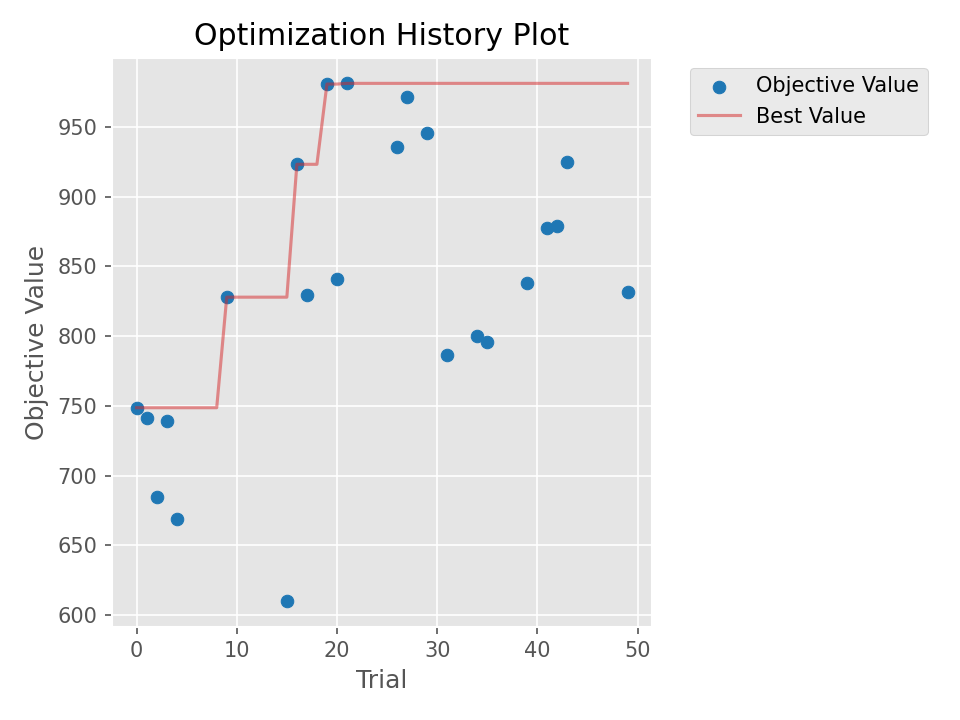 Optimization History Plot
Objective Value
Best Value
Objective Value
950
900
850
800
750
700
650
600
0 10 20 30 40 50
Trial